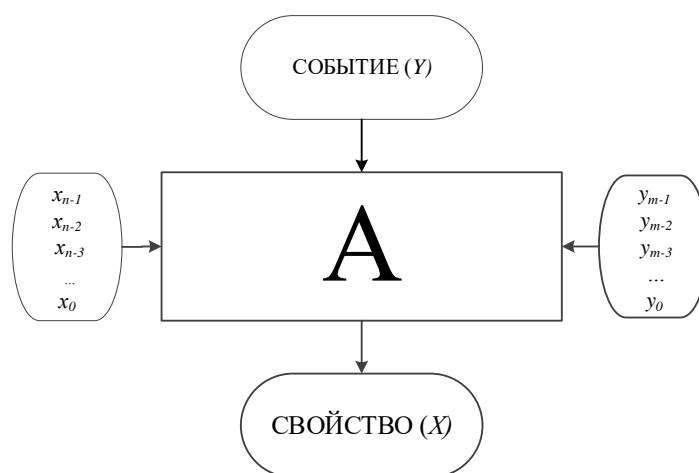 СОБЫТИЕ (Y)
x_{n-1}
x_{n-2}
x_{n-3}
...
x_0
A
y_{m-1}
y_{m-2}
y_{m-3}
...
y_0
СВОЙСТВО (X)